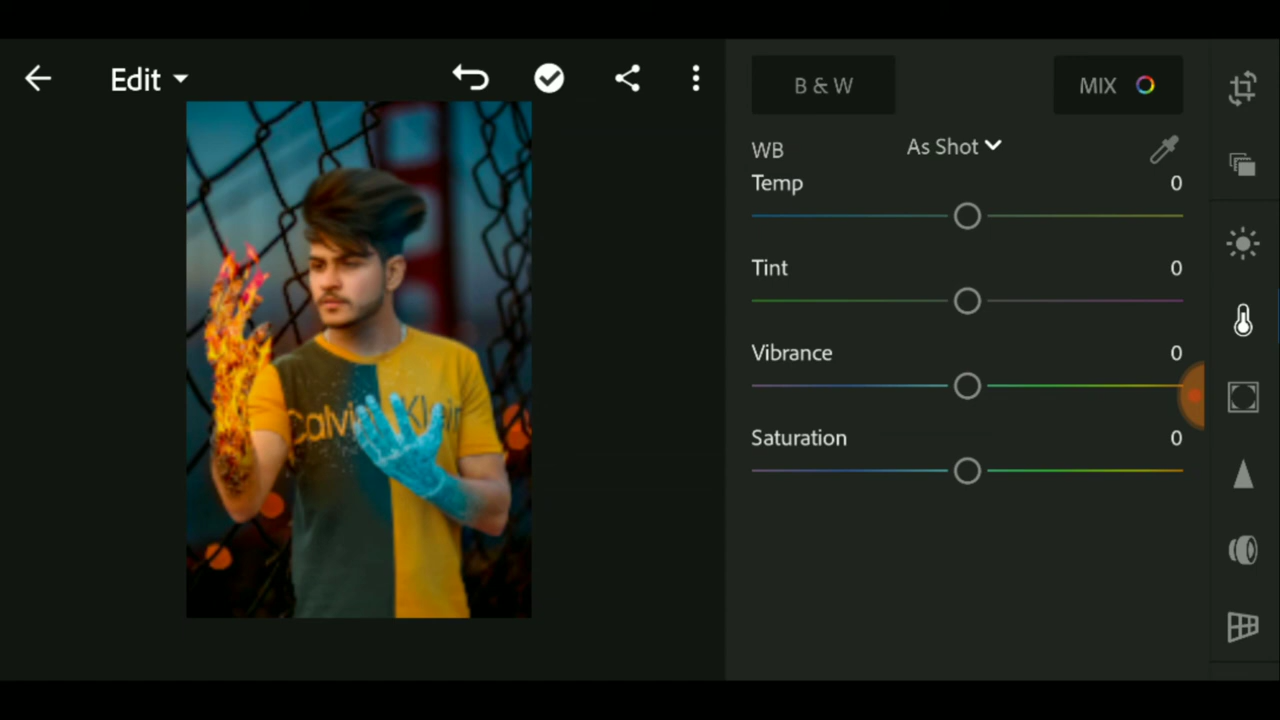 Edit
B & W
MIX
WB
As Shot
Temp
0
Tint
0
Vibrance
0
Saturation
0
Calvin Klein